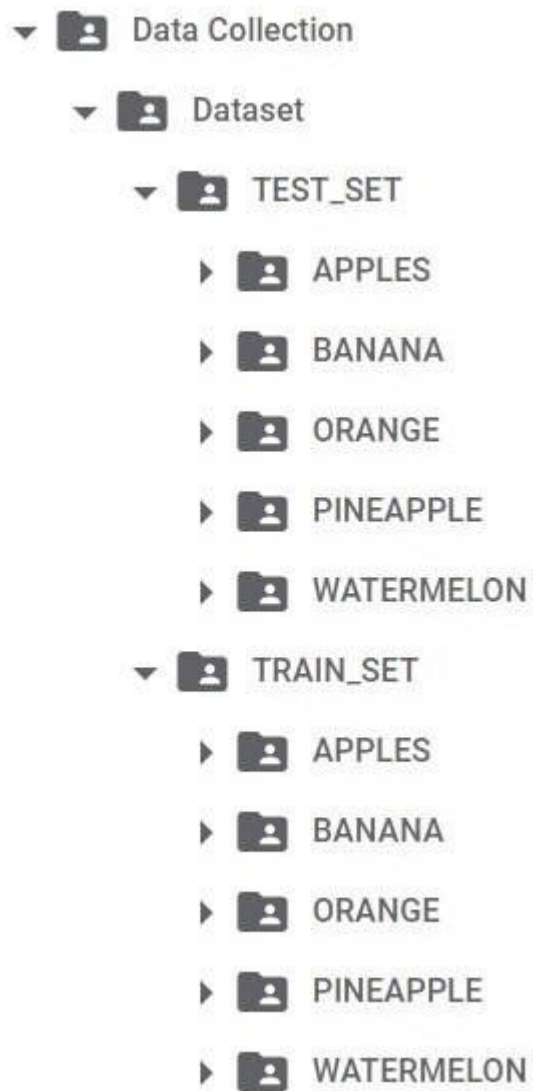 Data Collection
Dataset
TEST_SET
APPLES
BANANA
ORANGE
PINEAPPLE
WATERMELON
TRAIN_SET
APPLES
BANANA
ORANGE
PINEAPPLE
WATERMELON